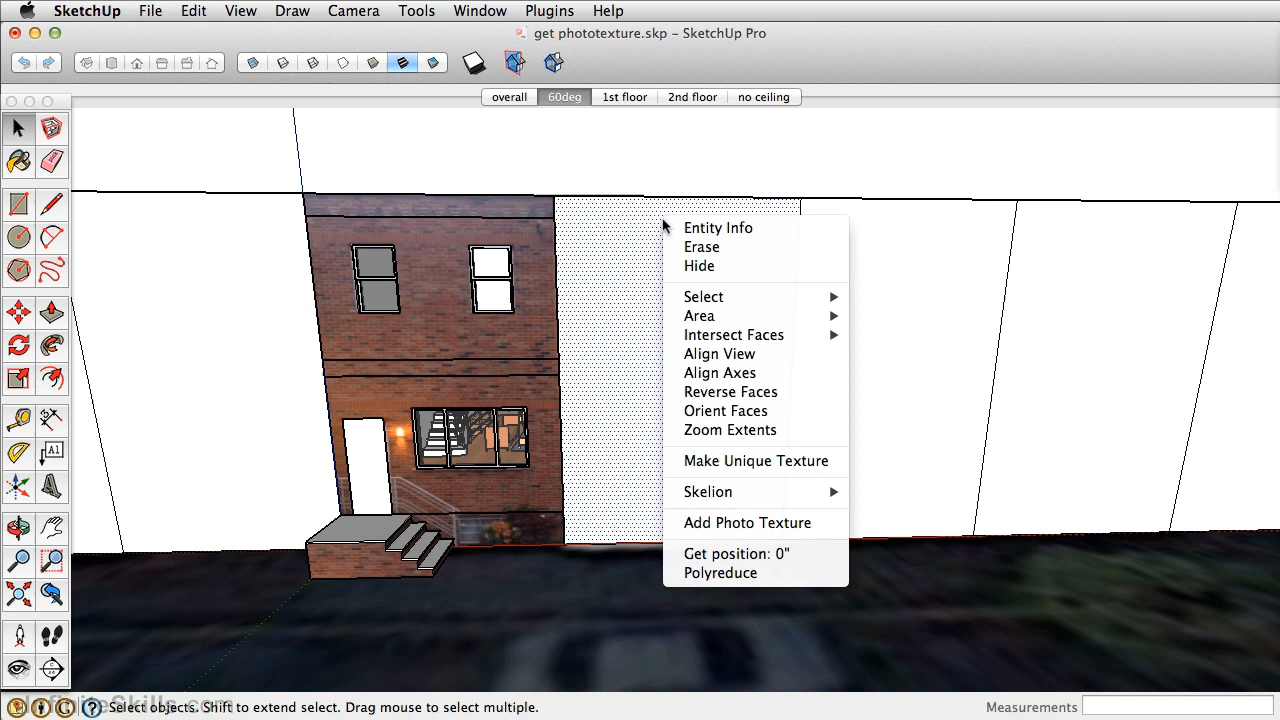 SketchUp File Edit View Draw Camera Tools Window Plugins Help
get phototexture.skp – SketchUp Pro
overall 60deg 1st floor 2nd floor no ceiling
A1
Entity Info
Erase
Hide
Select
Area
Intersect Faces
Align View
Align Axes
Reverse Faces
Orient Faces
Zoom Extents
Make Unique Texture
Skelion
Add Photo Texture
Get position: 0"
Polyreduce
InfiniteSkills.com
Select objects. Shift to extend select. Drag mouse to select multiple.
Measurements